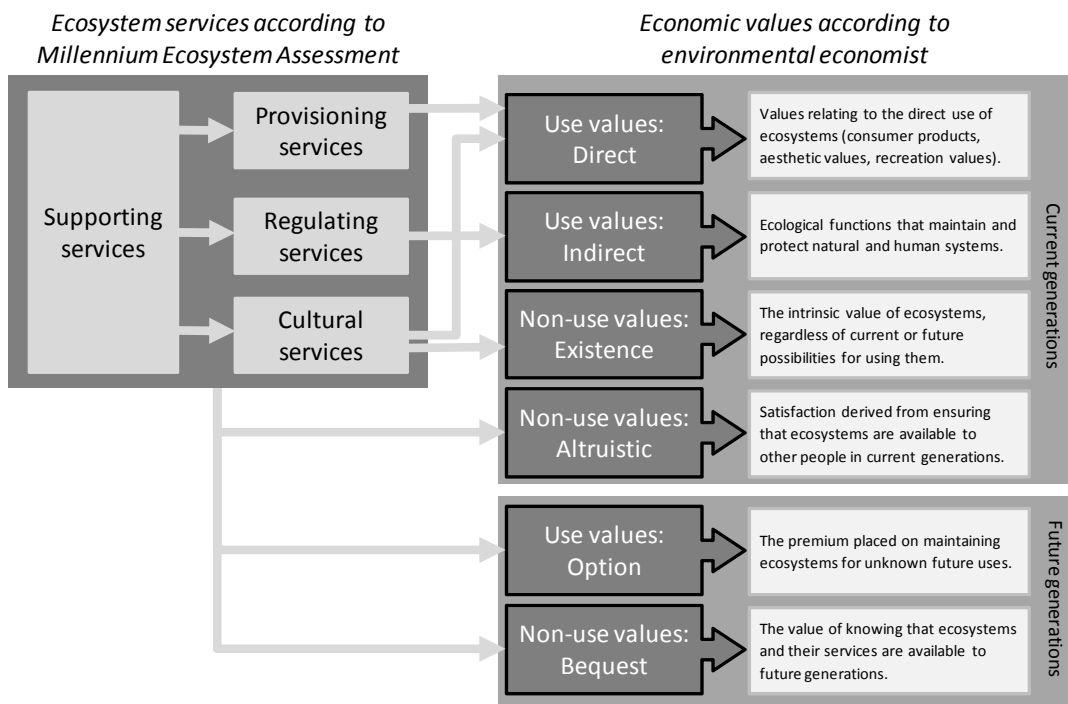 Ecosystem services according to
Millennium Ecosystem Assessment
Supporting
services
Provisioning
services
Regulating
services
Cultural
services
Economic values according to
environmental economist
Use values:
Direct
Values relating to the direct use of
ecosystems (consumer products,
aesthetic values, recreation values).
Use values:
Indirect
Ecological functions that maintain and
protect natural and human systems.
Non-use values:
Existence
The intrinsic value of ecosystems,
regardless of current or future
possibilities for using them.
Non-use values:
Altruistic
Satisfaction derived from ensuring
that ecosystems are available to
other people in current generations.
Current generations
Use values:
Option
The premium placed on maintaining
ecosystems for unknown future uses.
Non-use values:
Bequest
The value of knowing that ecosystems
and their services are available to
future generations.
Future generations